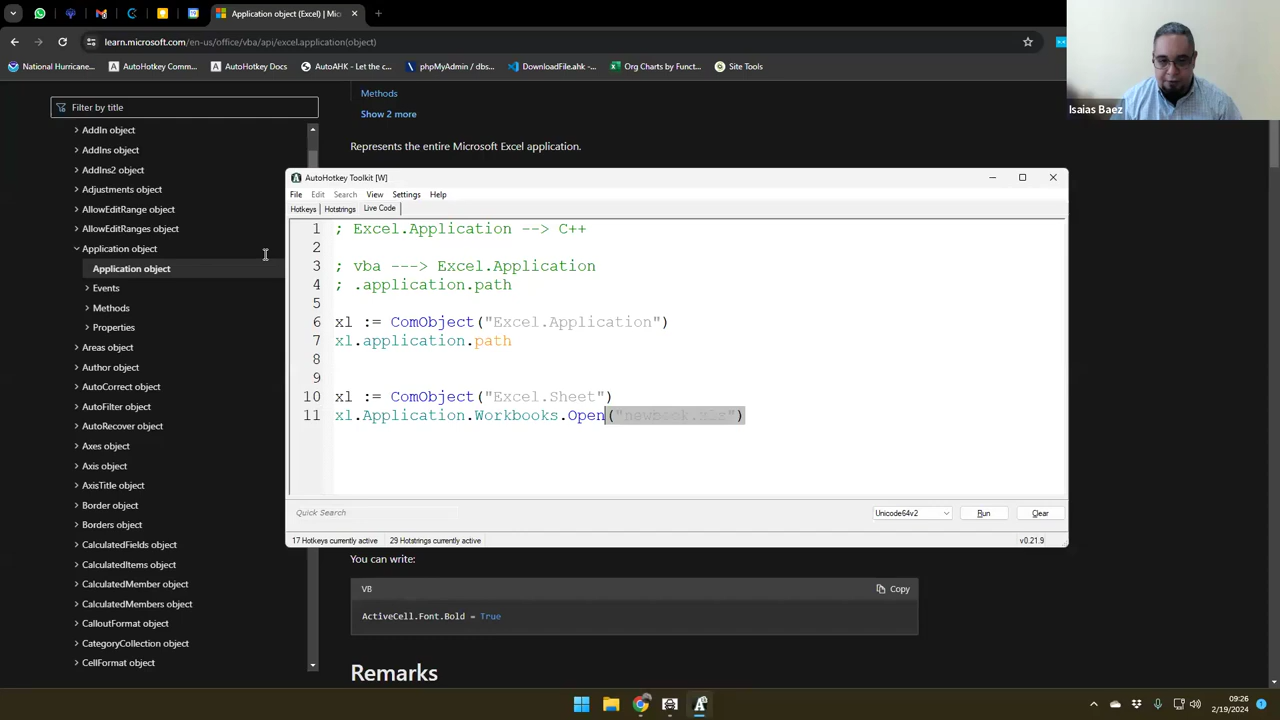 Application object (Excel) | Mic
learn.microsoft.com/en-us/office/vba/api/excel.application(object)
National Hurricane...
AutoHotkey Comm...
AutoHotkey Docs
AutoAHK - Let the c...
phpMyAdmin - Dyn...
DownloadFile.ahk -...
Org Charts by Funct...
Site Tools
Isaias Baez
Filter by title
AddIn object
AddIns object
AddIns2 object
Adjustments object
AllowEditRange object
AllowEditRanges object
Application object
Application object
Events
Methods
Properties
Areas object
Author object
AutoCorrect object
AutoFilter object
AutoRecover object
Axes object
Axis object
AxisTitle object
Border object
Borders object
CalculatedFields object
CalculatedItems object
CalculatedMember object
CalculatedMembers object
CalloutFormat object
CategoryCollection object
CellFormat object
Methods
Show 2 more
Represents the entire Microsoft Excel application.
AutoHotkey Toolkit [W]
File Edit Search View Settings Help
Hotkeys Hotstrings Live Code
1 ; Excel.Application --> C++
2
3 ; vba ---> Excel.Application
4 ; .application.path
5
6 xl := ComObject("Excel.Application")
7 xl.application.path
8
9
10 xl := ComObject("Excel.Sheet")
11 xl.Application.Workbooks.Open("newbook.xls")
Quick Search
Unicode64v2
Run
Clear
17 Hotkeys currently active
29 Hotstrings currently active
v0.21.9
You can write:
VB
Copy
ActiveCell.Font.Bold = True
Remarks
09:26
2/19/2024